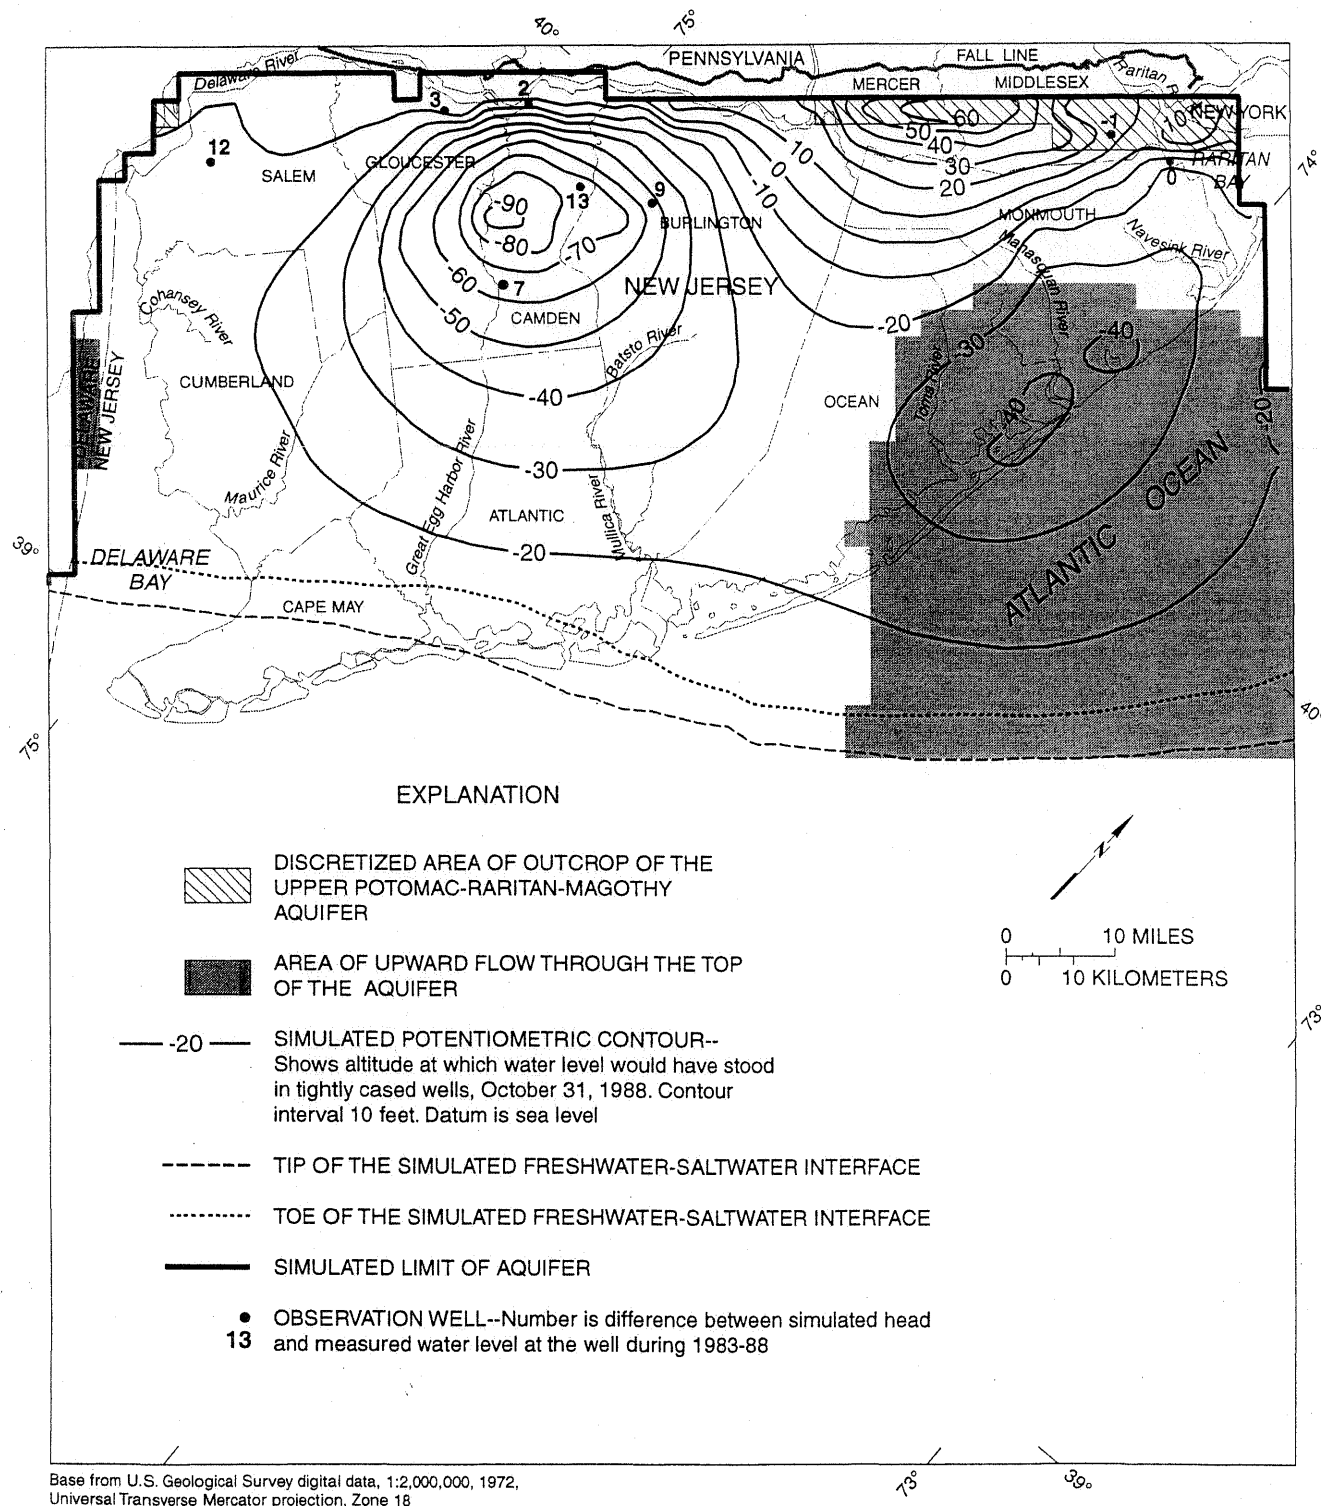 40°
75°
PENNSYLVANIA
FALL LINE
Delaware River
MERCER
MIDDLESEX
Raritan R
NEW YORK
3
2
60
50
40
30
20
10
0
-10
-1
10
0
RARITAN
BAY
74°
12
SALEM
GLOUCESTER
-90
13
9
BURLINGTON
MONMOUTH
Navesink River
Manasquan River
-80
-70
-60
7
NEW JERSEY
-50
CAMDEN
-20
-30
-40
Cohansey River
Batsto River
Toms River
DELAWARE
NEW JERSEY
CUMBERLAND
-40
OCEAN
-40
-20
-30
Maurice River
Great Egg Harbor River
Mullica River
ATLANTIC
ATLANTIC OCEAN
39°
DELAWARE
BAY
-20
CAPE MAY
75°
40°
EXPLANATION
DISCRETIZED AREA OF OUTCROP OF THE
UPPER POTOMAC-RARITAN-MAGOTHY
AQUIFER
N
0 10 MILES
0 10 KILOMETERS
AREA OF UPWARD FLOW THROUGH THE TOP
OF THE AQUIFER
73°
-20
SIMULATED POTENTIOMETRIC CONTOUR--
Shows altitude at which water level would have stood
in tightly cased wells, October 31, 1988. Contour
interval 10 feet. Datum is sea level
TIP OF THE SIMULATED FRESHWATER-SALTWATER INTERFACE
TOE OF THE SIMULATED FRESHWATER-SALTWATER INTERFACE
SIMULATED LIMIT OF AQUIFER
OBSERVATION WELL--Number is difference between simulated head
13 and measured water level at the well during 1983-88
Base from U.S. Geological Survey digital data, 1:2,000,000, 1972,
Universal Transverse Mercator projection, Zone 18
73°
39°